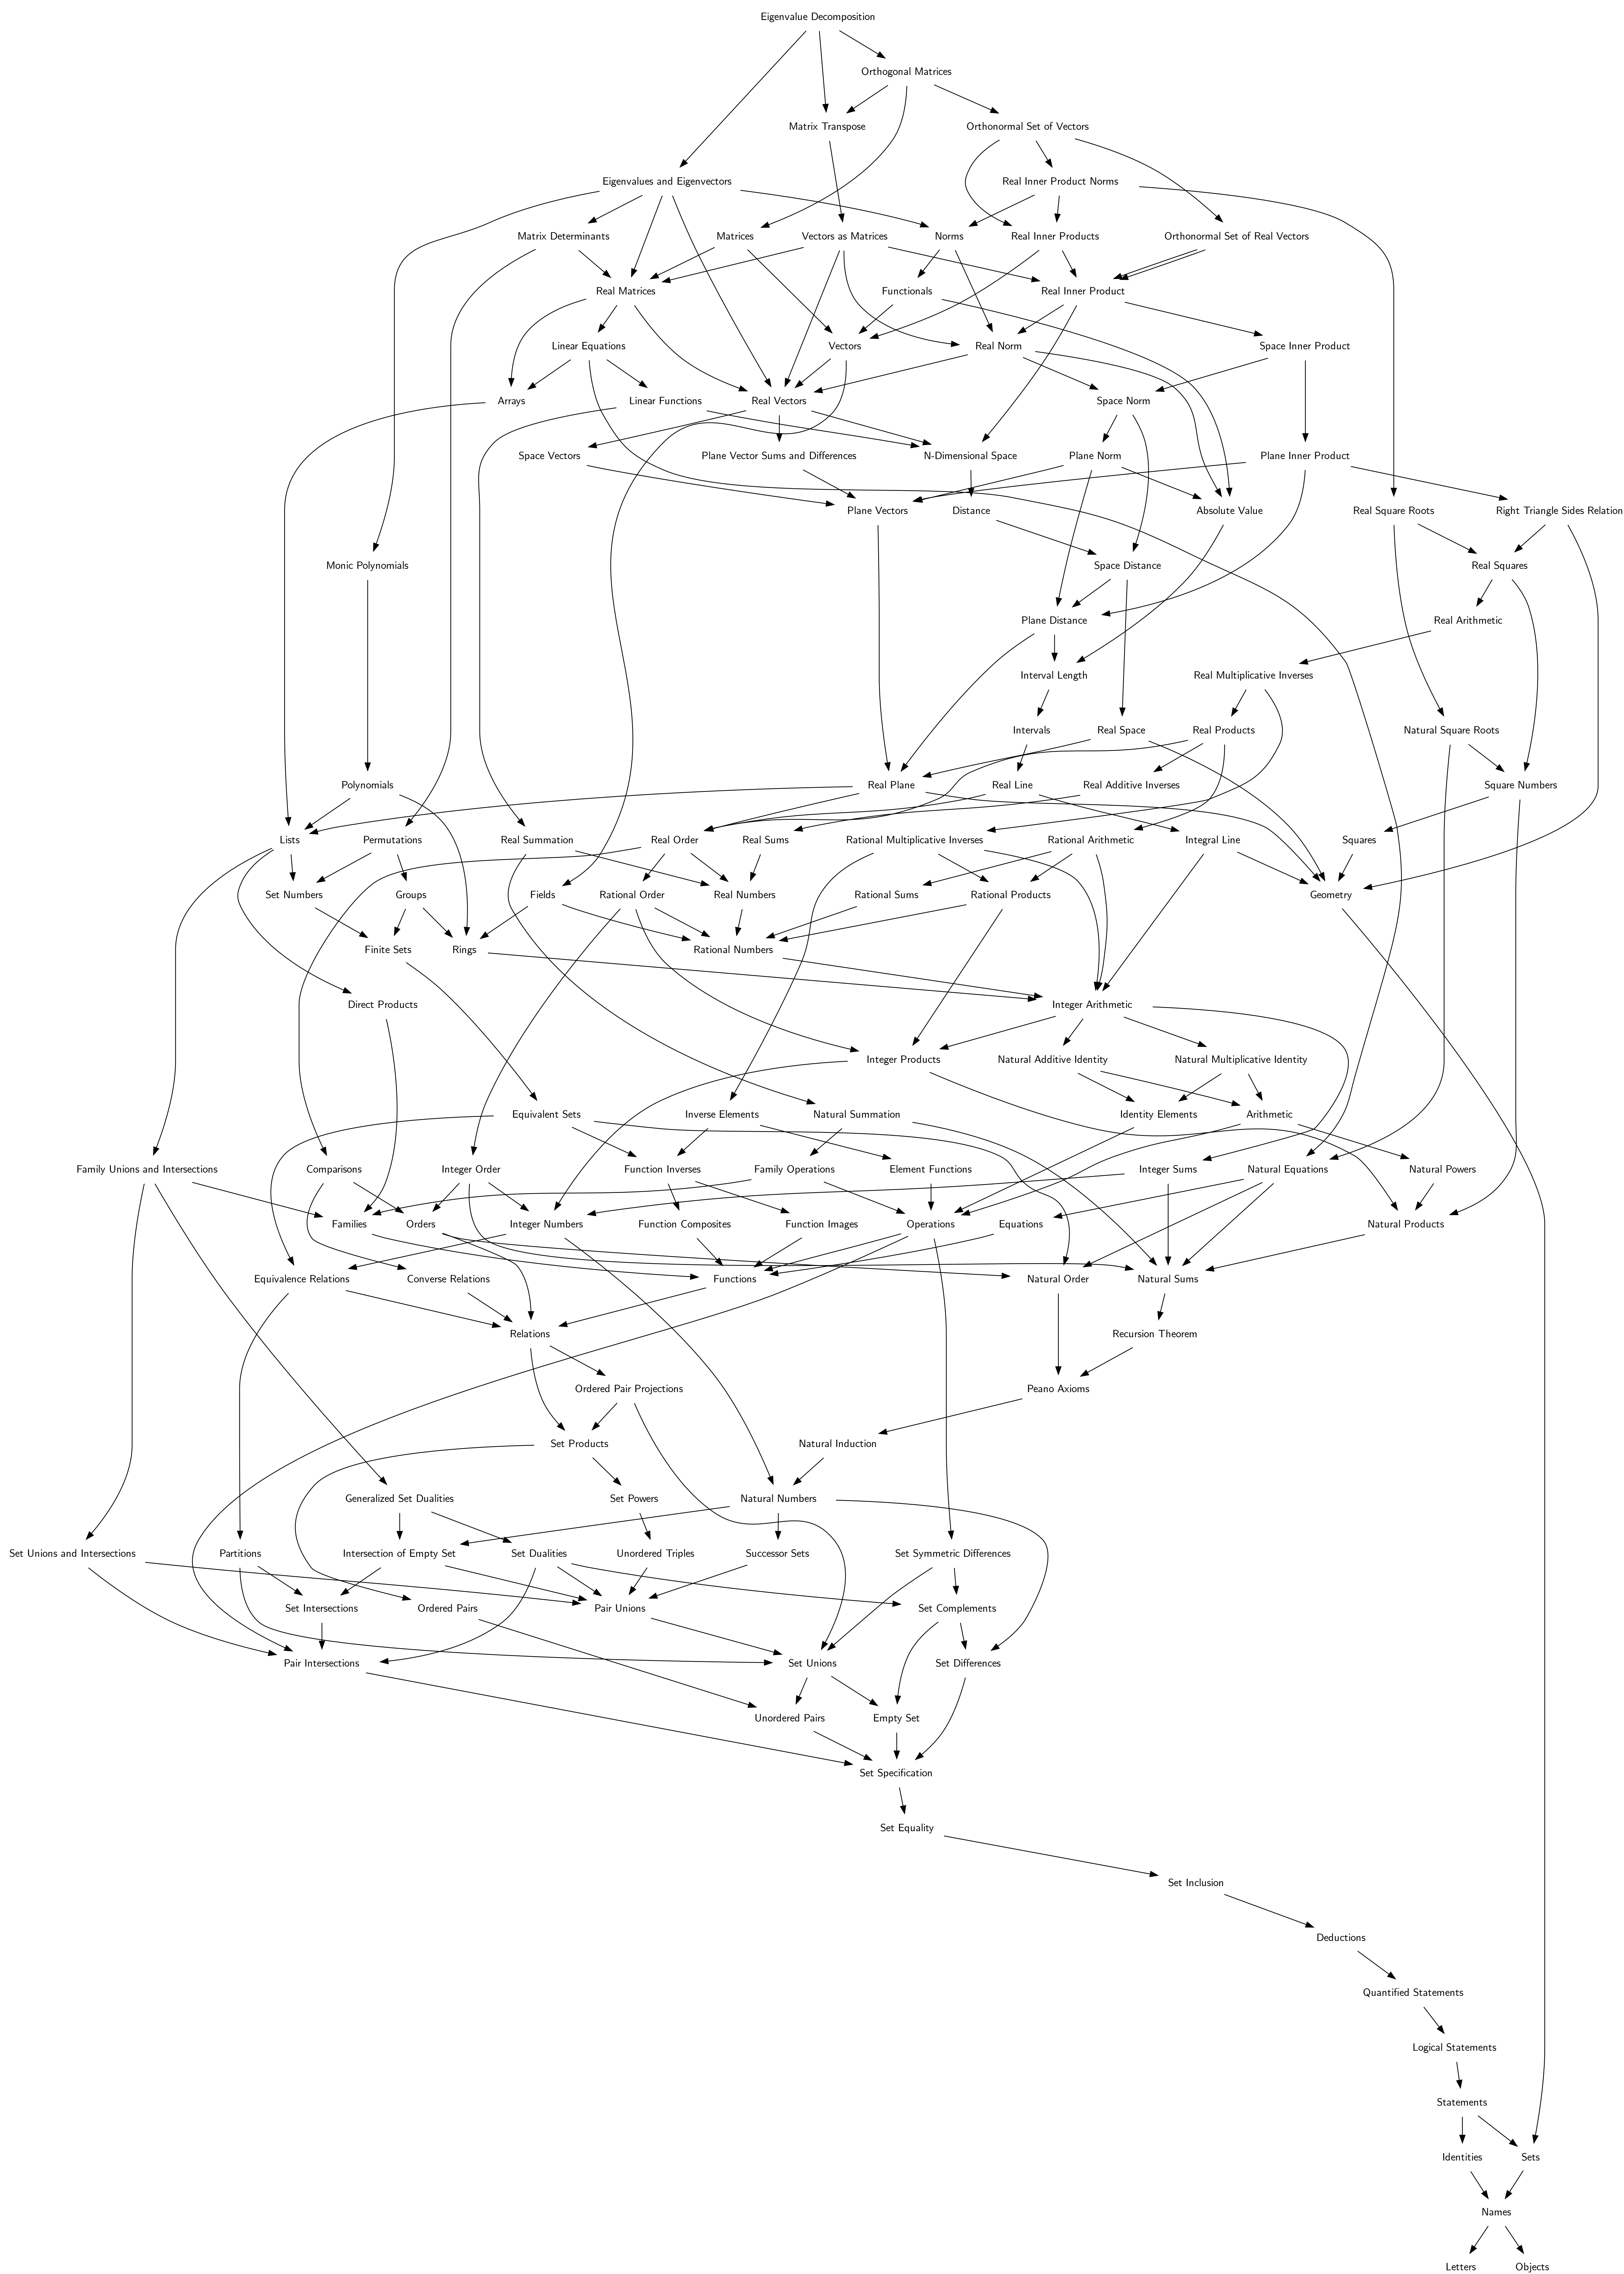 Eigenvalue Decomposition
Orthogonal Matrices
Matrix Transpose
Orthonormal Set of Vectors
Eigenvalues and Eigenvectors
Real Inner Product Norms
Matrix Determinants
Matrices
Vectors as Matrices
Norms
Real Inner Products
Orthonormal Set of Real Vectors
Real Matrices
Functionals
Real Inner Product
Linear Equations
Vectors
Real Norm
Space Inner Product
Arrays
Linear Functions
Real Vectors
Space Norm
Space Vectors
Plane Vector Sums and Differences
N-Dimensional Space
Plane Norm
Plane Inner Product
Plane Vectors
Distance
Absolute Value
Real Square Roots
Right Triangle Sides Relation
Monic Polynomials
Space Distance
Real Squares
Plane Distance
Real Arithmetic
Interval Length
Real Multiplicative Inverses
Intervals
Real Space
Real Products
Natural Square Roots
Polynomials
Real Plane
Real Line
Real Additive Inverses
Square Numbers
Lists
Permutations
Real Summation
Real Order
Real Sums
Rational Multiplicative Inverses
Rational Arithmetic
Integral Line
Squares
Set Numbers
Groups
Fields
Rational Order
Real Numbers
Rational Sums
Rational Products
Geometry
Finite Sets
Rings
Rational Numbers
Direct Products
Integer Arithmetic
Integer Products
Natural Additive Identity
Natural Multiplicative Identity
Equivalent Sets
Inverse Elements
Natural Summation
Identity Elements
Arithmetic
Family Unions and Intersections
Comparisons
Integer Order
Function Inverses
Family Operations
Element Functions
Integer Sums
Natural Equations
Natural Powers
Families
Orders
Integer Numbers
Function Composites
Function Images
Operations
Equations
Natural Products
Equivalence Relations
Converse Relations
Functions
Natural Order
Natural Sums
Relations
Recursion Theorem
Ordered Pair Projections
Peano Axioms
Set Products
Natural Induction
Generalized Set Dualities
Set Powers
Natural Numbers
Set Unions and Intersections
Partitions
Intersection of Empty Set
Set Dualities
Unordered Triples
Successor Sets
Set Symmetric Differences
Set Intersections
Ordered Pairs
Pair Unions
Set Complements
Pair Intersections
Set Unions
Set Differences
Unordered Pairs
Empty Set
Set Specification
Set Equality
Set Inclusion
Deductions
Quantified Statements
Logical Statements
Statements
Identities
Sets
Names
Letters
Objects